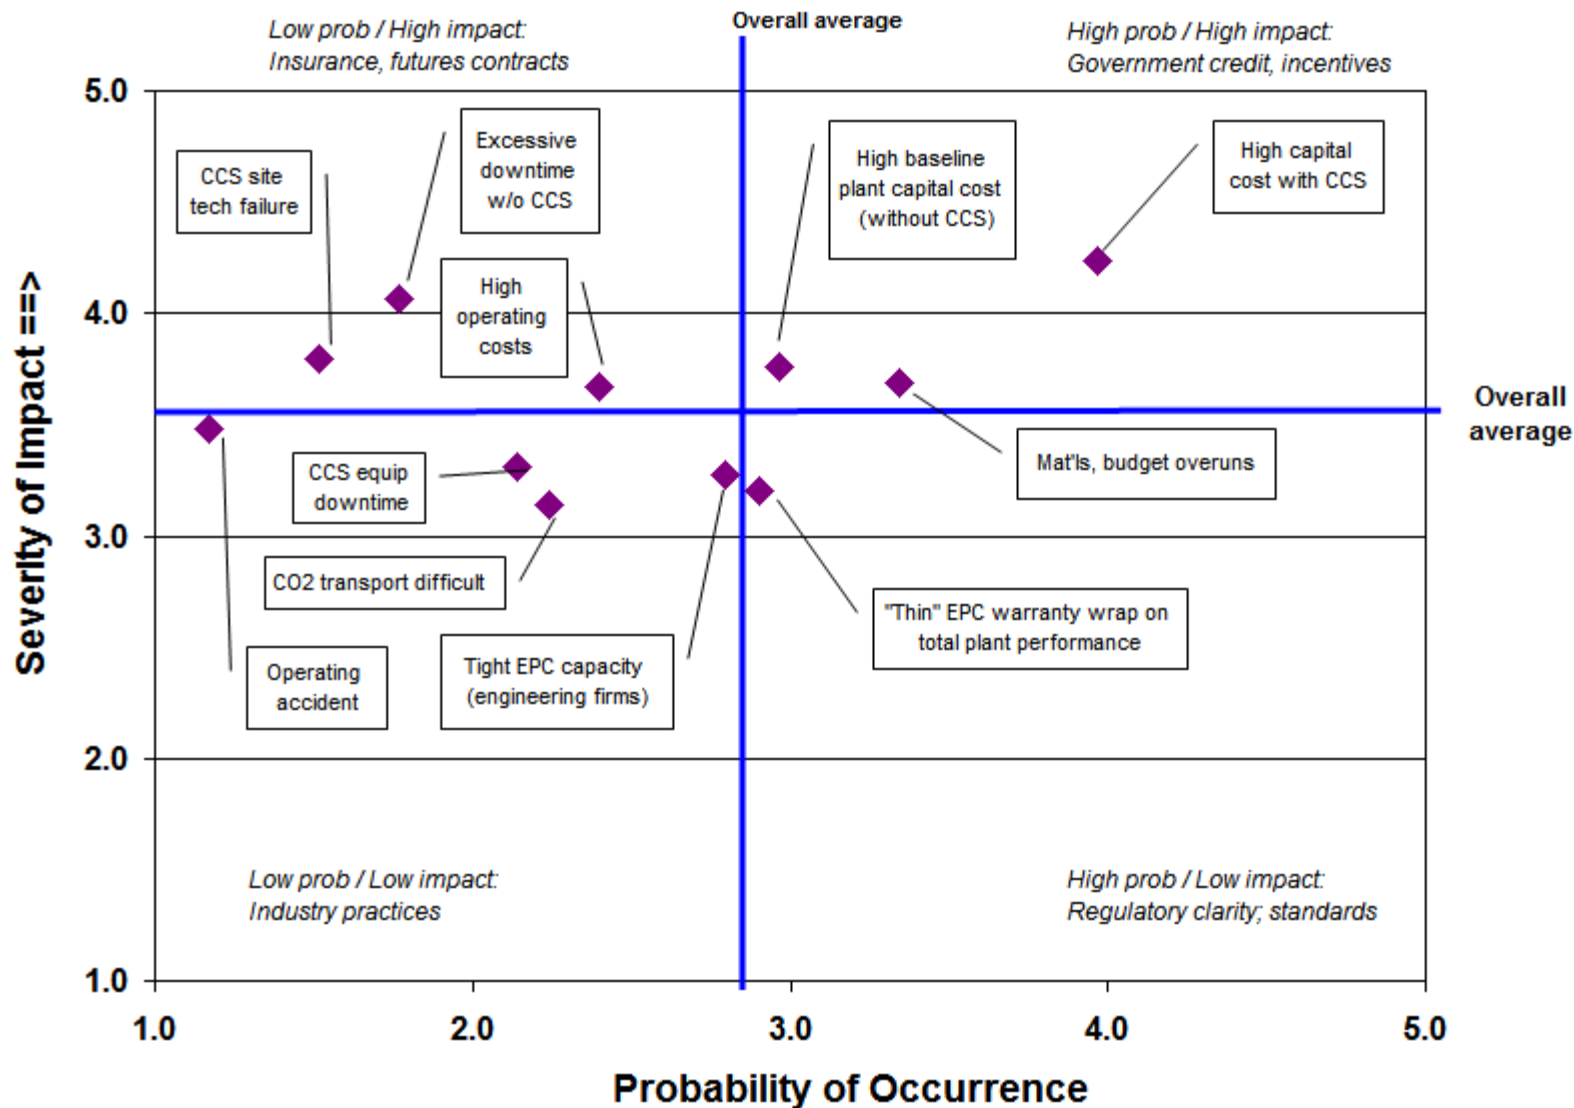 Low prob / High impact:
Insurance, futures contracts
Overall average
High prob / High impact:
Government credit, incentives
5.0
4.0
3.0
2.0
1.0
Severity of Impact ==>
CCS site
tech failure
Excessive
downtime
w/o CCS
High
operating
costs
High baseline
plant capital cost
(without CCS)
High capital
cost with CCS
Overall
average
Mat'ls, budget overuns
CCS equip
downtime
CO2 transport difficult
Operating
accident
Tight EPC capacity
(engineering firms)
"Thin" EPC warranty wrap on
total plant performance
Low prob / Low impact:
Industry practices
High prob / Low impact:
Regulatory clarity; standards
1.0
2.0
3.0
4.0
5.0
Probability of Occurrence